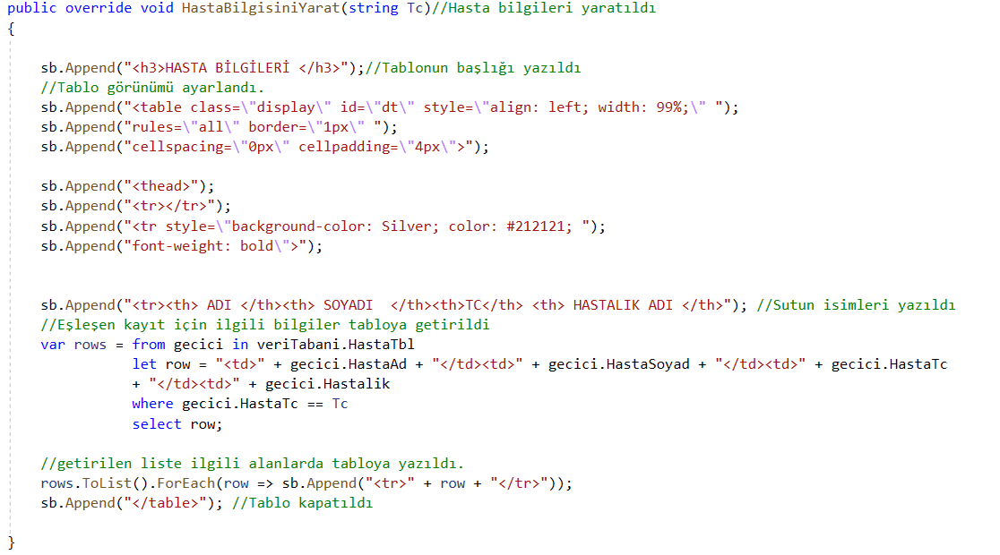 public override void HastaBilgisiniYarat(string Tc)//Hasta bilgileri yaratıldı
{
sb.Append("<h3>HASTA BİLGİLERİ </h3>");//Tablonun başlığı yazıldı
//Tablo görünümü ayarlandı.
sb.Append("<table class=\"display\" id=\"dt\" style=\"align: left; width: 99%;\" ");
sb.Append("rules=\"all\" border=\"1px\" ");
sb.Append("cellspacing=\"0px\" cellpadding=\"4px\">");
sb.Append("<thead>");
sb.Append("<tr></tr>");
sb.Append("<tr style=\"background-color: Silver; color: #212121; ");
sb.Append("font-weight: bold\">");
sb.Append("<tr><th> ADI </th><th> SOYADI  </th><th>TC</th> <th> HASTALIK ADI </th>"); //Sutun isimleri yazıldı
//Eşleşen kayıt için ilgili bilgiler tabloya getirildi
var rows = from gecici in veriTabani.HastaTbl
let row = "<td>" + gecici.HastaAd + "</td><td>" + gecici.HastaSoyad + "</td><td>" + gecici.HastaTc
+ "</td><td>" + gecici.Hastalik
where gecici.HastaTc == Tc
select row;
//getirilen liste ilgili alanlarda tabloya yazıldı.
rows.ToList().ForEach(row => sb.Append("<tr>" + row + "</tr>"));
sb.Append("</table>"); //Tablo kapatıldı
}